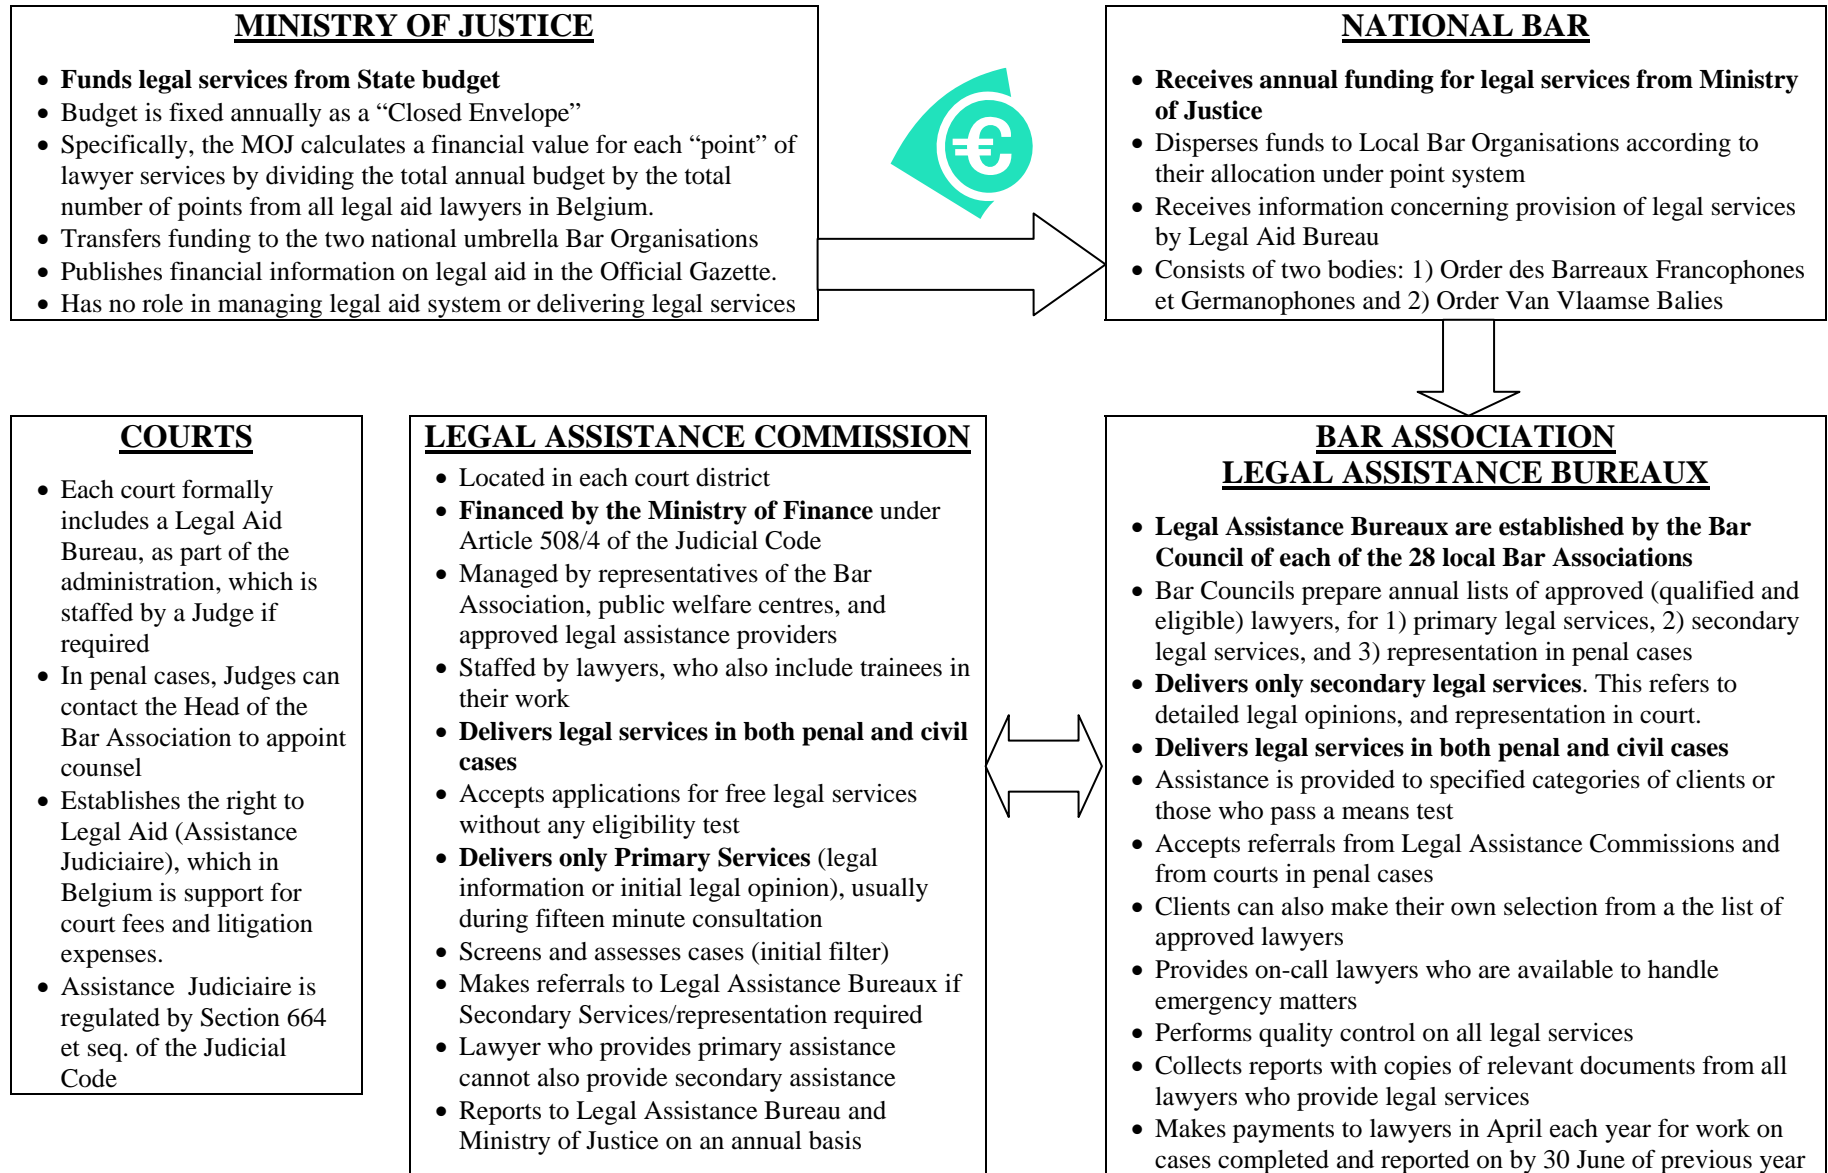 MINISTRY OF JUSTICE
• Funds legal services from State budget
• Budget is fixed annually as a “Closed Envelope”
• Specifically, the MOJ calculates a financial value for each “point” of
lawyer services by dividing the total annual budget by the total
number of points from all legal aid lawyers in Belgium.
• Transfers funding to the two national umbrella Bar Organisations
• Publishes financial information on legal aid in the Official Gazette.
• Has no role in managing legal aid system or delivering legal services
€
NATIONAL BAR
• Receives annual funding for legal services from Ministry
of Justice
• Disperses funds to Local Bar Organisations according to
their allocation under point system
• Receives information concerning provision of legal services
by Legal Aid Bureau
• Consists of two bodies: 1) Order des Barreaux Francophones
et Germanophones and 2) Order Van Vlaamse Balies
COURTS
• Each court formally
includes a Legal Aid
Bureau, as part of the
administration, which is
staffed by a Judge if
required
• In penal cases, Judges can
contact the Head of the
Bar Association to appoint
counsel
• Establishes the right to
Legal Aid (Assistance
Judiciaire), which in
Belgium is support for
court fees and litigation
expenses.
• Assistance  Judiciaire is
regulated by Section 664
et seq. of the Judicial
Code
LEGAL ASSISTANCE COMMISSION
• Located in each court district
• Financed by the Ministry of Finance under
Article 508/4 of the Judicial Code
• Managed by representatives of the Bar
Association, public welfare centres, and
approved legal assistance providers
• Staffed by lawyers, who also include trainees in
their work
• Delivers legal services in both penal and civil
cases
• Accepts applications for free legal services
without any eligibility test
• Delivers only Primary Services (legal
information or initial legal opinion), usually
during fifteen minute consultation
• Screens and assesses cases (initial filter)
• Makes referrals to Legal Assistance Bureaux if
Secondary Services/representation required
• Lawyer who provides primary assistance
cannot also provide secondary assistance
• Reports to Legal Assistance Bureau and
Ministry of Justice on an annual basis
BAR ASSOCIATION
LEGAL ASSISTANCE BUREAUX
• Legal Assistance Bureaux are established by the Bar
Council of each of the 28 local Bar Associations
• Bar Councils prepare annual lists of approved (qualified and
eligible) lawyers, for 1) primary legal services, 2) secondary
legal services, and 3) representation in penal cases
• Delivers only secondary legal services. This refers to
detailed legal opinions, and representation in court.
• Delivers legal services in both penal and civil cases
• Assistance is provided to specified categories of clients or
those who pass a means test
• Accepts referrals from Legal Assistance Commissions and
from courts in penal cases
• Clients can also make their own selection from a the list of
approved lawyers
• Provides on-call lawyers who are available to handle
emergency matters
• Performs quality control on all legal services
• Collects reports with copies of relevant documents from all
lawyers who provide legal services
• Makes payments to lawyers in April each year for work on
cases completed and reported on by 30 June of previous year